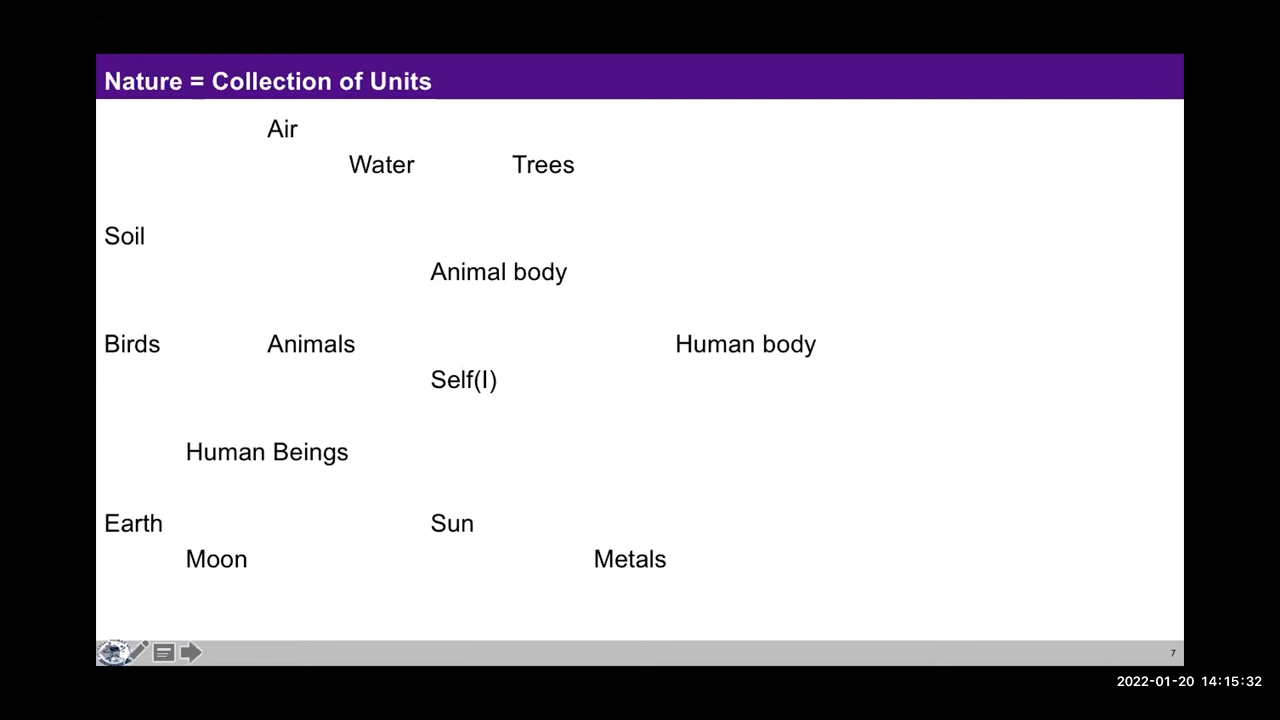 Nature = Collection of Units
Air
Water Trees
Soil
Animal body
Birds Animals Human body
Self(I)
Human Beings
Earth Sun
Moon Metals
7
2022-01-20 14:15:32